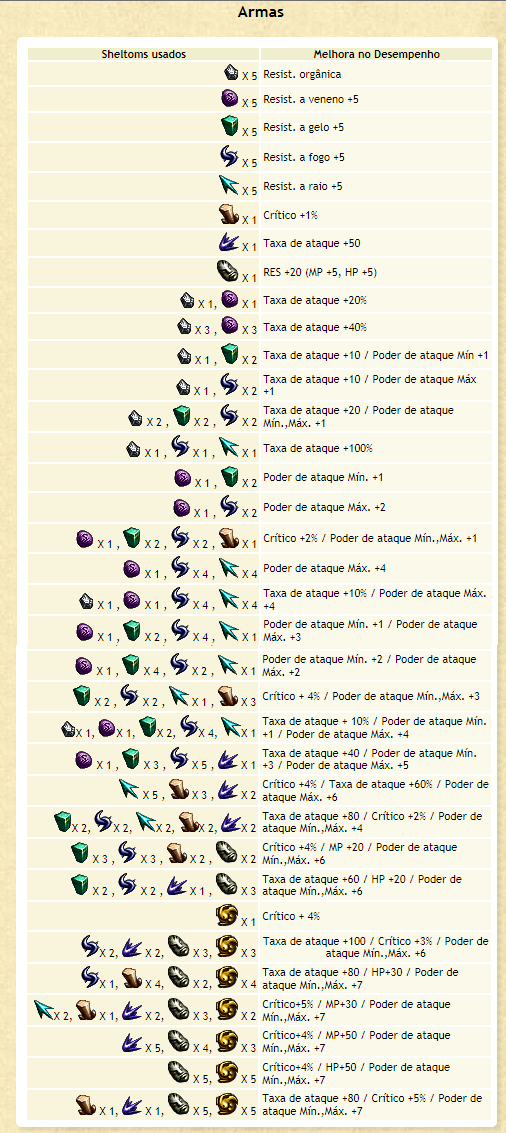 Armas
Sheltoms usados Melhora no Desempenho
X 5 Resist. orgânica
X 5 Resist. a veneno +5
X 5 Resist. a gelo +5
X 5 Resist. a fogo +5
X 5 Resist. a raio +5
X 1 Crítico +1%
X 1 Taxa de ataque +50
X 1 RES +20 (MP +5, HP +5)
X 1 , X 1 Taxa de ataque +20%
X 3 , X 3 Taxa de ataque +40%
X 1 , X 2 Taxa de ataque +10 / Poder de ataque Mín +1
X 1 , X 2 Taxa de ataque +10 / Poder de ataque Máx
+1
X 2 , X 2 , X 2 Taxa de ataque +20 / Poder de ataque
Mín.,Máx. +1
X 1 , X 1 , X 1 Taxa de ataque +100%
X 1 , X 2 Poder de ataque Mín. +1
X 1 , X 2 Poder de ataque Máx. +2
X 1 , X 2 , X 2 , X 1 Crítico +2% / Poder de ataque Mín.,Máx. +1
X 1 , X 4 , X 4 Poder de ataque Máx. +4
X 1 , X 1 , X 4 , X 4 Taxa de ataque +10% / Poder de ataque Máx.
+4
X 1 , X 2 , X 4 , X 1 Poder de ataque Mín. +1 / Poder de ataque
Máx. +3
X 1 , X 4 , X 2 , X 1 Poder de ataque Mín. +2 / Poder de ataque
Máx. +2
X 2 , X 2 , X 1 , X 3 Crítico + 4% / Poder de ataque Mín.,Máx. +3
X 1, X 1, X 2, X 4, X 1 Taxa de ataque + 10% / Poder de ataque Mín.
+1 / Poder de ataque Máx. +4
X 1 , X 3 , X 5 , X 1 Taxa de ataque +40 / Poder de ataque Mín.
+3 / Poder de ataque Máx. +5
X 5 , X 3 , X 2 Crítico +4% / Taxa de ataque +60% / Poder de
ataque Máx. +6
X 2, X 2, X 2, X 2, X 2 Taxa de ataque +80 / Crítico +2% / Poder de
ataque Mín.,Máx. +4
X 3 , X 3 , X 2 , X 2 Crítico +4% / MP +20 / Poder de ataque
Mín.,Máx. +6
X 2 , X 2 , X 1 , X 3 Taxa de ataque +60 / HP +20 / Poder de
ataque Mín.,Máx. +6
X 1 Crítico + 4%
X 2, X 2, X 3, X 3 Taxa de ataque +100 / Crítico +3% / Poder de
ataque Mín.,Máx. +6
X 1, X 4, X 2, X 4 Taxa de ataque +80 / HP+30 / Poder de
ataque Mín.,Máx. +7
X 2, X 1, X 2, X 3, X 2 Crítico+5% / MP+30 / Poder de ataque
Mín.,Máx. +7
X 5, X 4, X 3 Crítico+4% / MP+50 / Poder de ataque
Mín.,Máx. +7
X 5, X 5 Crítico+4% / HP+50 / Poder de ataque
Mín.,Máx. +7
X 1, X 1, X 5, X 5 Taxa de ataque +80 / Crítico +5% / Poder de
ataque Mín.,Máx. +7